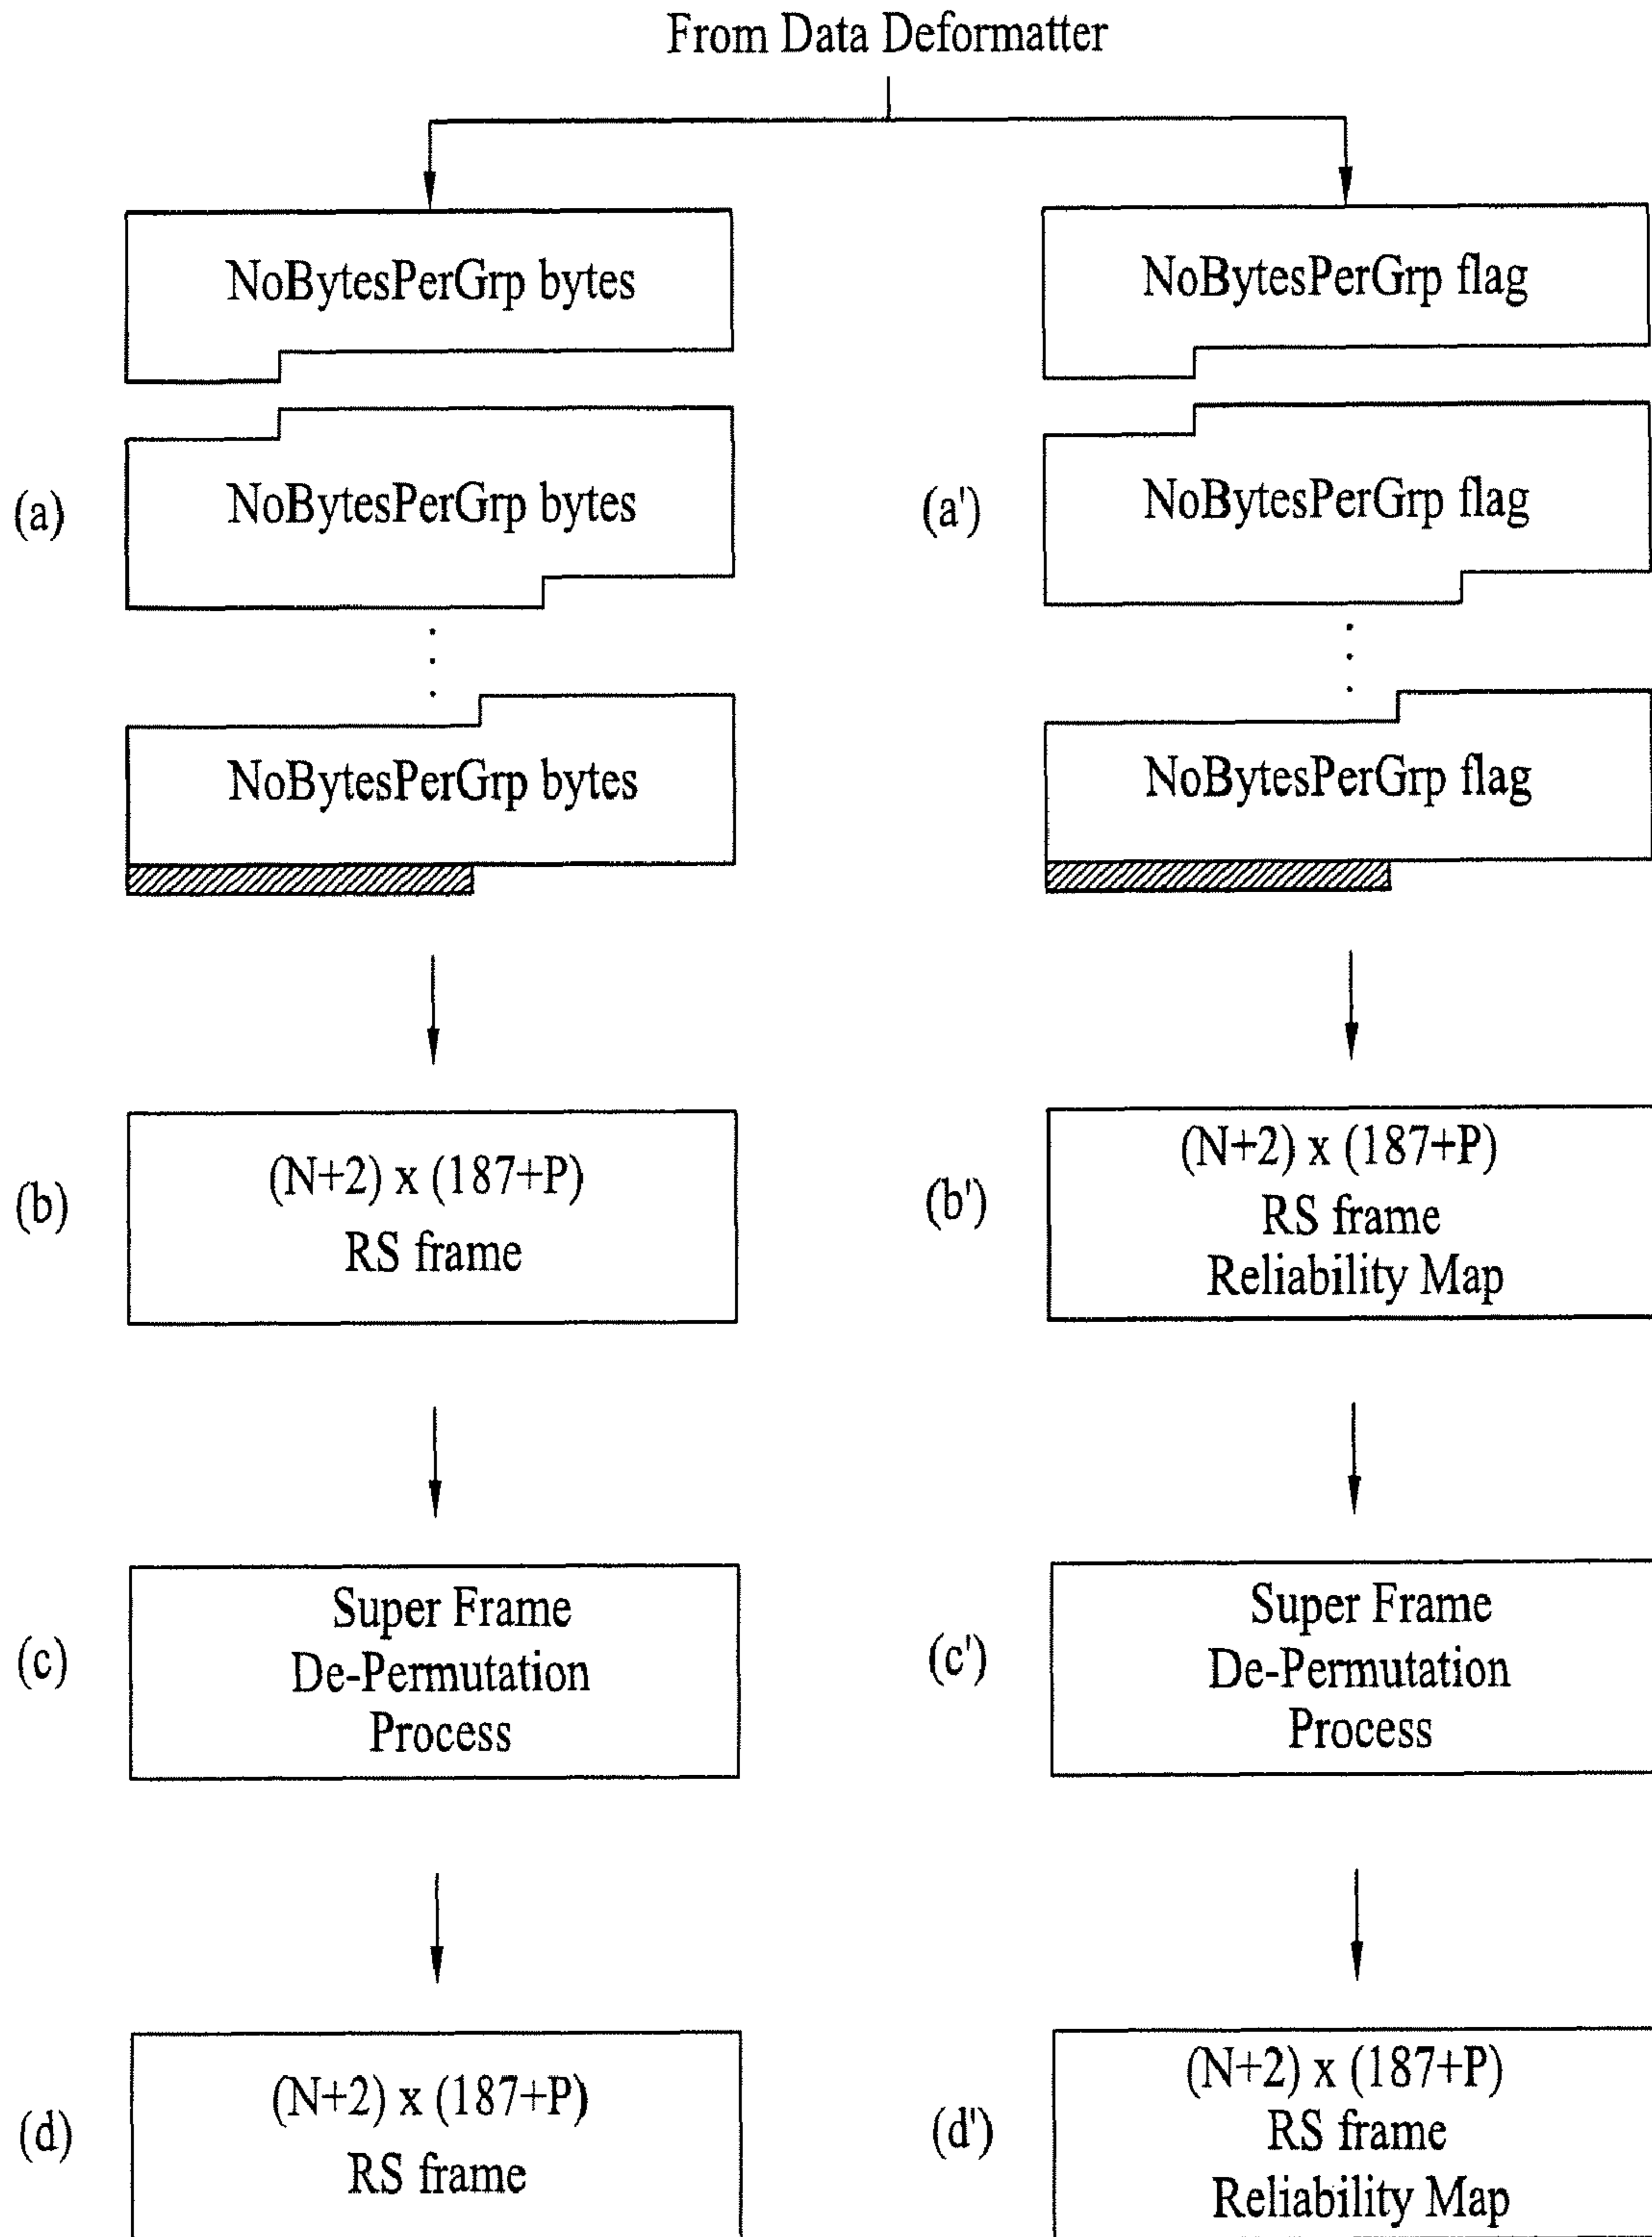 From Data Deformatter
NoBytesPerGrp bytes
NoBytesPerGrp flag
(a)
NoBytesPerGrp bytes
(a')
NoBytesPerGrp flag
NoBytesPerGrp bytes
NoBytesPerGrp flag
(b)
(N+2) x (187+P)
RS frame
(b')
(N+2) x (187+P)
RS frame
Reliability Map
(c)
Super Frame
De-Permutation
Process
(c')
Super Frame
De-Permutation
Process
(d)
(N+2) x (187+P)
RS frame
(d')
(N+2) x (187+P)
RS frame
Reliability Map